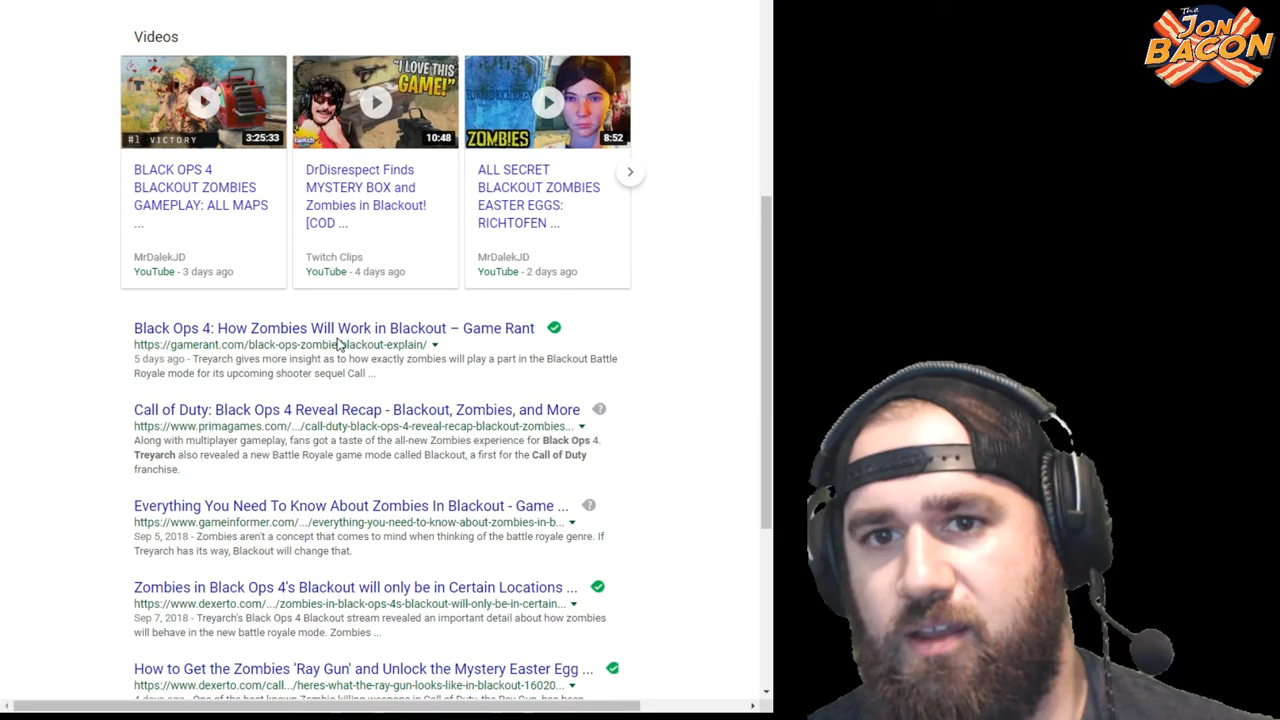 The
JON
BACON
Videos
"I LOVE THIS
GAME!"
#1 VICTORY
3:25:33
twitch
10:48
ZOMBIES
8:52
BLACK OPS 4
BLACKOUT ZOMBIES
GAMEPLAY: ALL MAPS
...
MrDalekJD
YouTube - 3 days ago
DrDisrespect Finds
MYSTERY BOX and
Zombies in Blackout!
[COD ...
Twitch Clips
YouTube - 4 days ago
ALL SECRET
BLACKOUT ZOMBIES
EASTER EGGS:
RICHTOFEN ...
MrDalekJD
YouTube - 2 days ago
Black Ops 4: How Zombies Will Work in Blackout – Game Rant
https://gamerant.com/black-ops-zombie-blackout-explain/
5 days ago - Treyarch gives more insight as to how exactly zombies will play a part in the Blackout Battle
Royale mode for its upcoming shooter sequel Call ...
Call of Duty: Black Ops 4 Reveal Recap - Blackout, Zombies, and More
https://www.primagames.com/.../call-duty-black-ops-4-reveal-recap-blackout-zombies...
Along with multiplayer gameplay, fans got a taste of the all-new Zombies experience for Black Ops 4.
Treyarch also revealed a new Battle Royale game mode called Blackout, a first for the Call of Duty
franchise.
Everything You Need To Know About Zombies In Blackout - Game ...
https://www.gameinformer.com/.../everything-you-need-to-know-about-zombies-in-b...
Sep 5, 2018 - Zombies aren't a concept that comes to mind when thinking of the battle royale genre. If
Treyarch has its way, Blackout will change that.
Zombies in Black Ops 4's Blackout will only be in Certain Locations ...
https://www.dexerto.com/.../zombies-in-black-ops-4s-blackout-will-only-be-in-certain...
Sep 7, 2018 - Treyarch's Black Ops 4 Blackout stream revealed an important detail about how zombies
will behave in the new battle royale mode. Zombies ...
How to Get the Zombies 'Ray Gun' and Unlock the Mystery Easter Egg ...
https://www.dexerto.com/call.../heres-what-the-ray-gun-looks-like-in-blackout-16020...